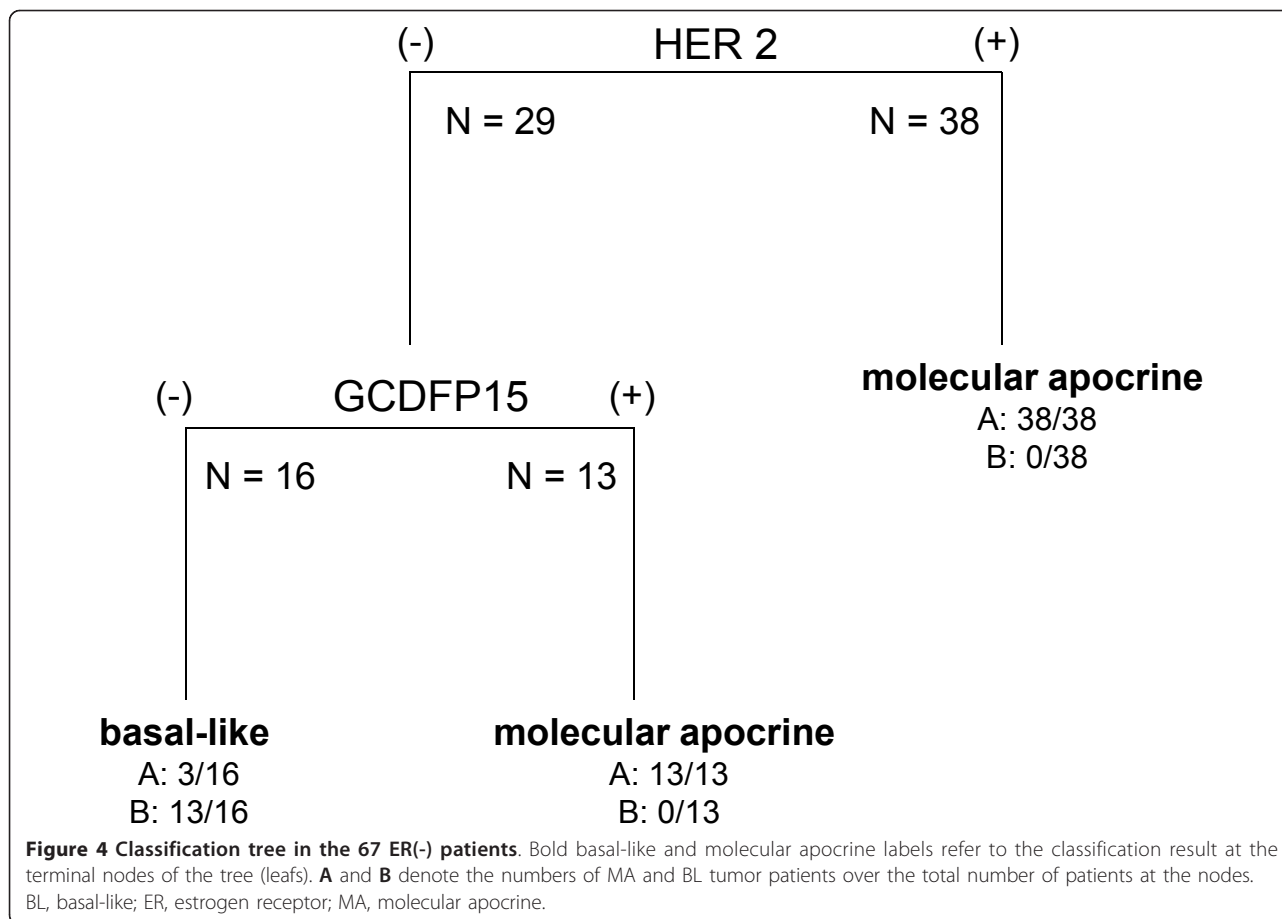 (-) HER 2 (+)
N = 29 N = 38
molecular apocrine
A: 38/38
B: 0/38
(-) GCDFP15 (+)
N = 16 N = 13
basal-like
A: 3/16
B: 13/16
molecular apocrine
A: 13/13
B: 0/13
Figure 4 Classification tree in the 67 ER(-) patients. Bold basal-like and molecular apocrine labels refer to the classification result at the
terminal nodes of the tree (leafs). A and B denote the numbers of MA and BL tumor patients over the total number of patients at the nodes.
BL, basal-like; ER, estrogen receptor; MA, molecular apocrine.